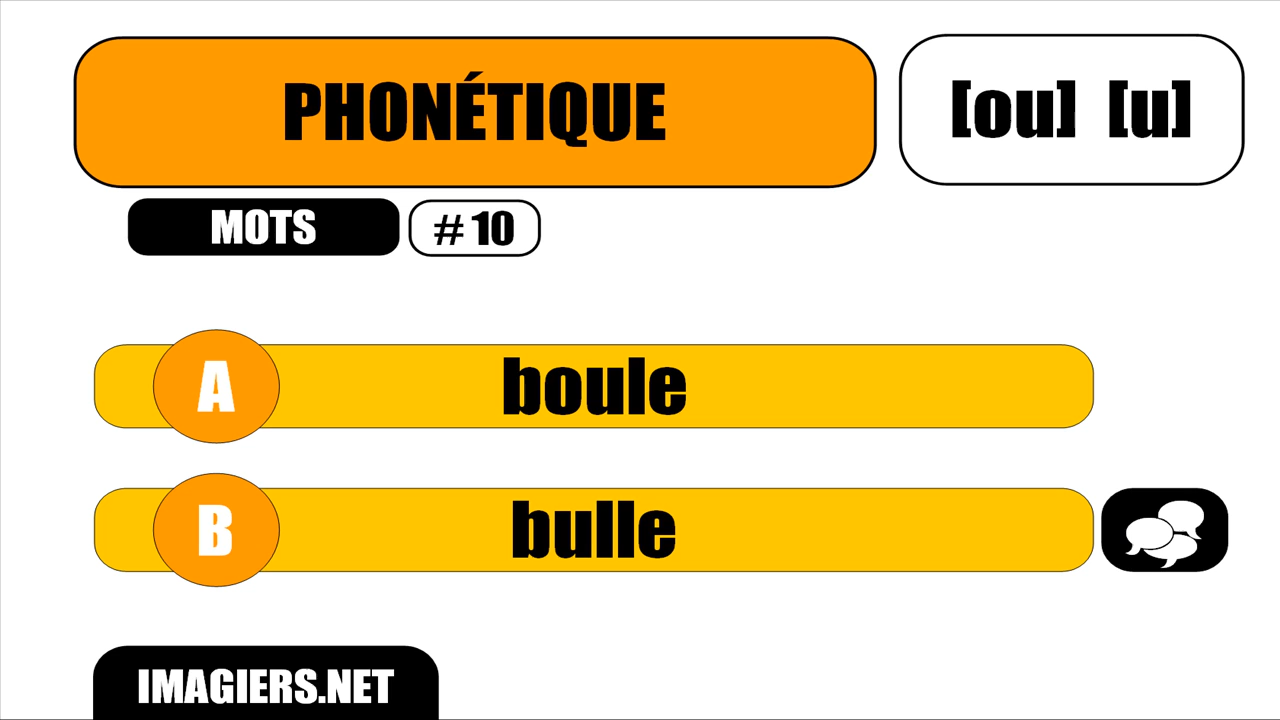 PHONÉTIQUE
[ou] [u]
MOTS
# 10
A
boule
B
bulle
IMAGIERS.NET